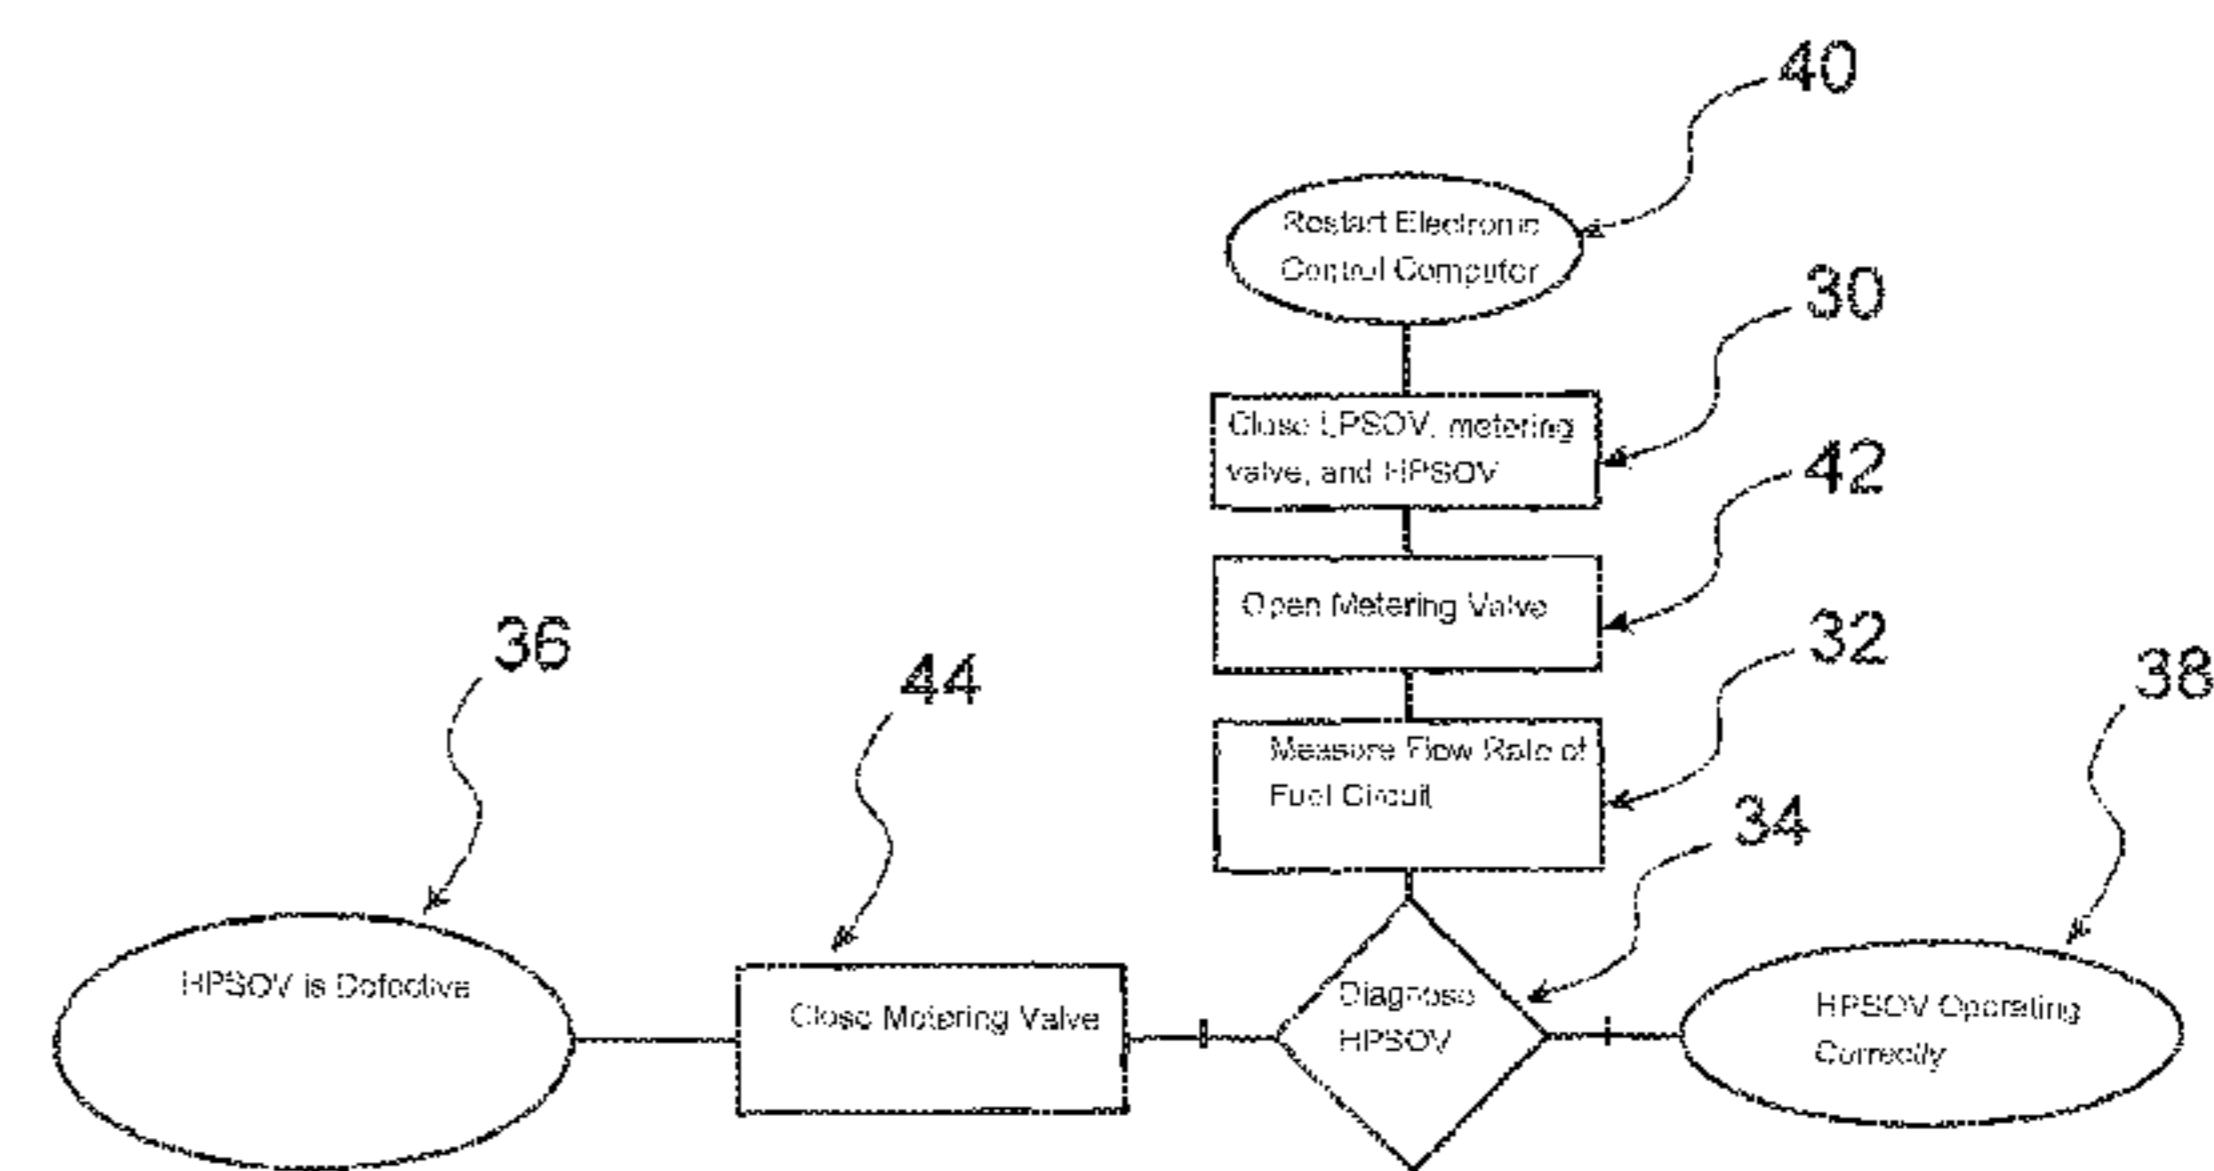 40
Restart Electronic
Control Computer
30
Close LPSOV, metering
valve, and HPSOV
42
Open Metering Valve
32
Measure Flow Rate of
Fuel Circuit
34
Diagnose
HPSOV
36
HPSOV is Defective
44
Close Metering Valve
38
HPSOV Operating
Correctly